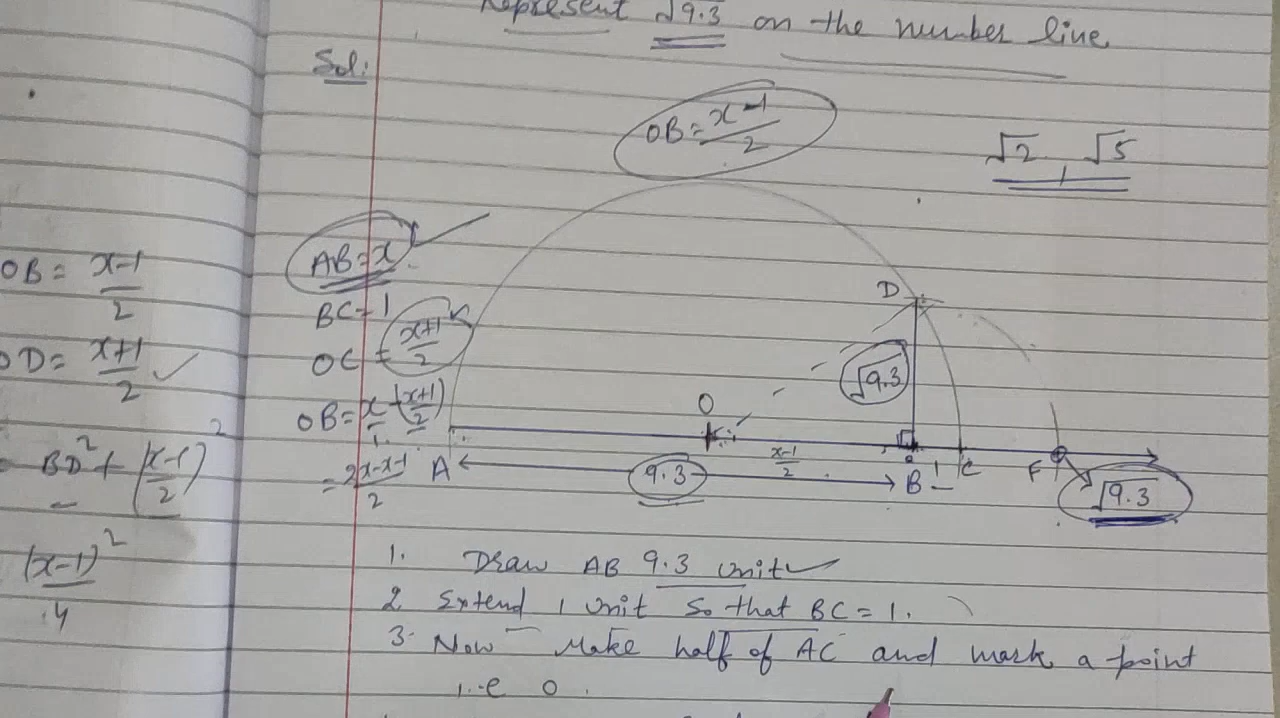 Represent √9.3 on the number line.
Sol:
OB = x-1/2
√2, √5
AB = x
BC = 1
OC = x+1/2
OB = x/1 - (x+1/2)
= 2x-x-1/2
OB = x-1/2
OD = x+1/2
BD² + (x-1/2)²
(x-1)²/4
D
√9.3
O
x-1/2
A
9.3
B
1
C
F
√9.3
1. Draw AB 9.3 unit
2 Extend 1 unit so that BC = 1.
3. Now Make half of AC and mark a point
i.e O.